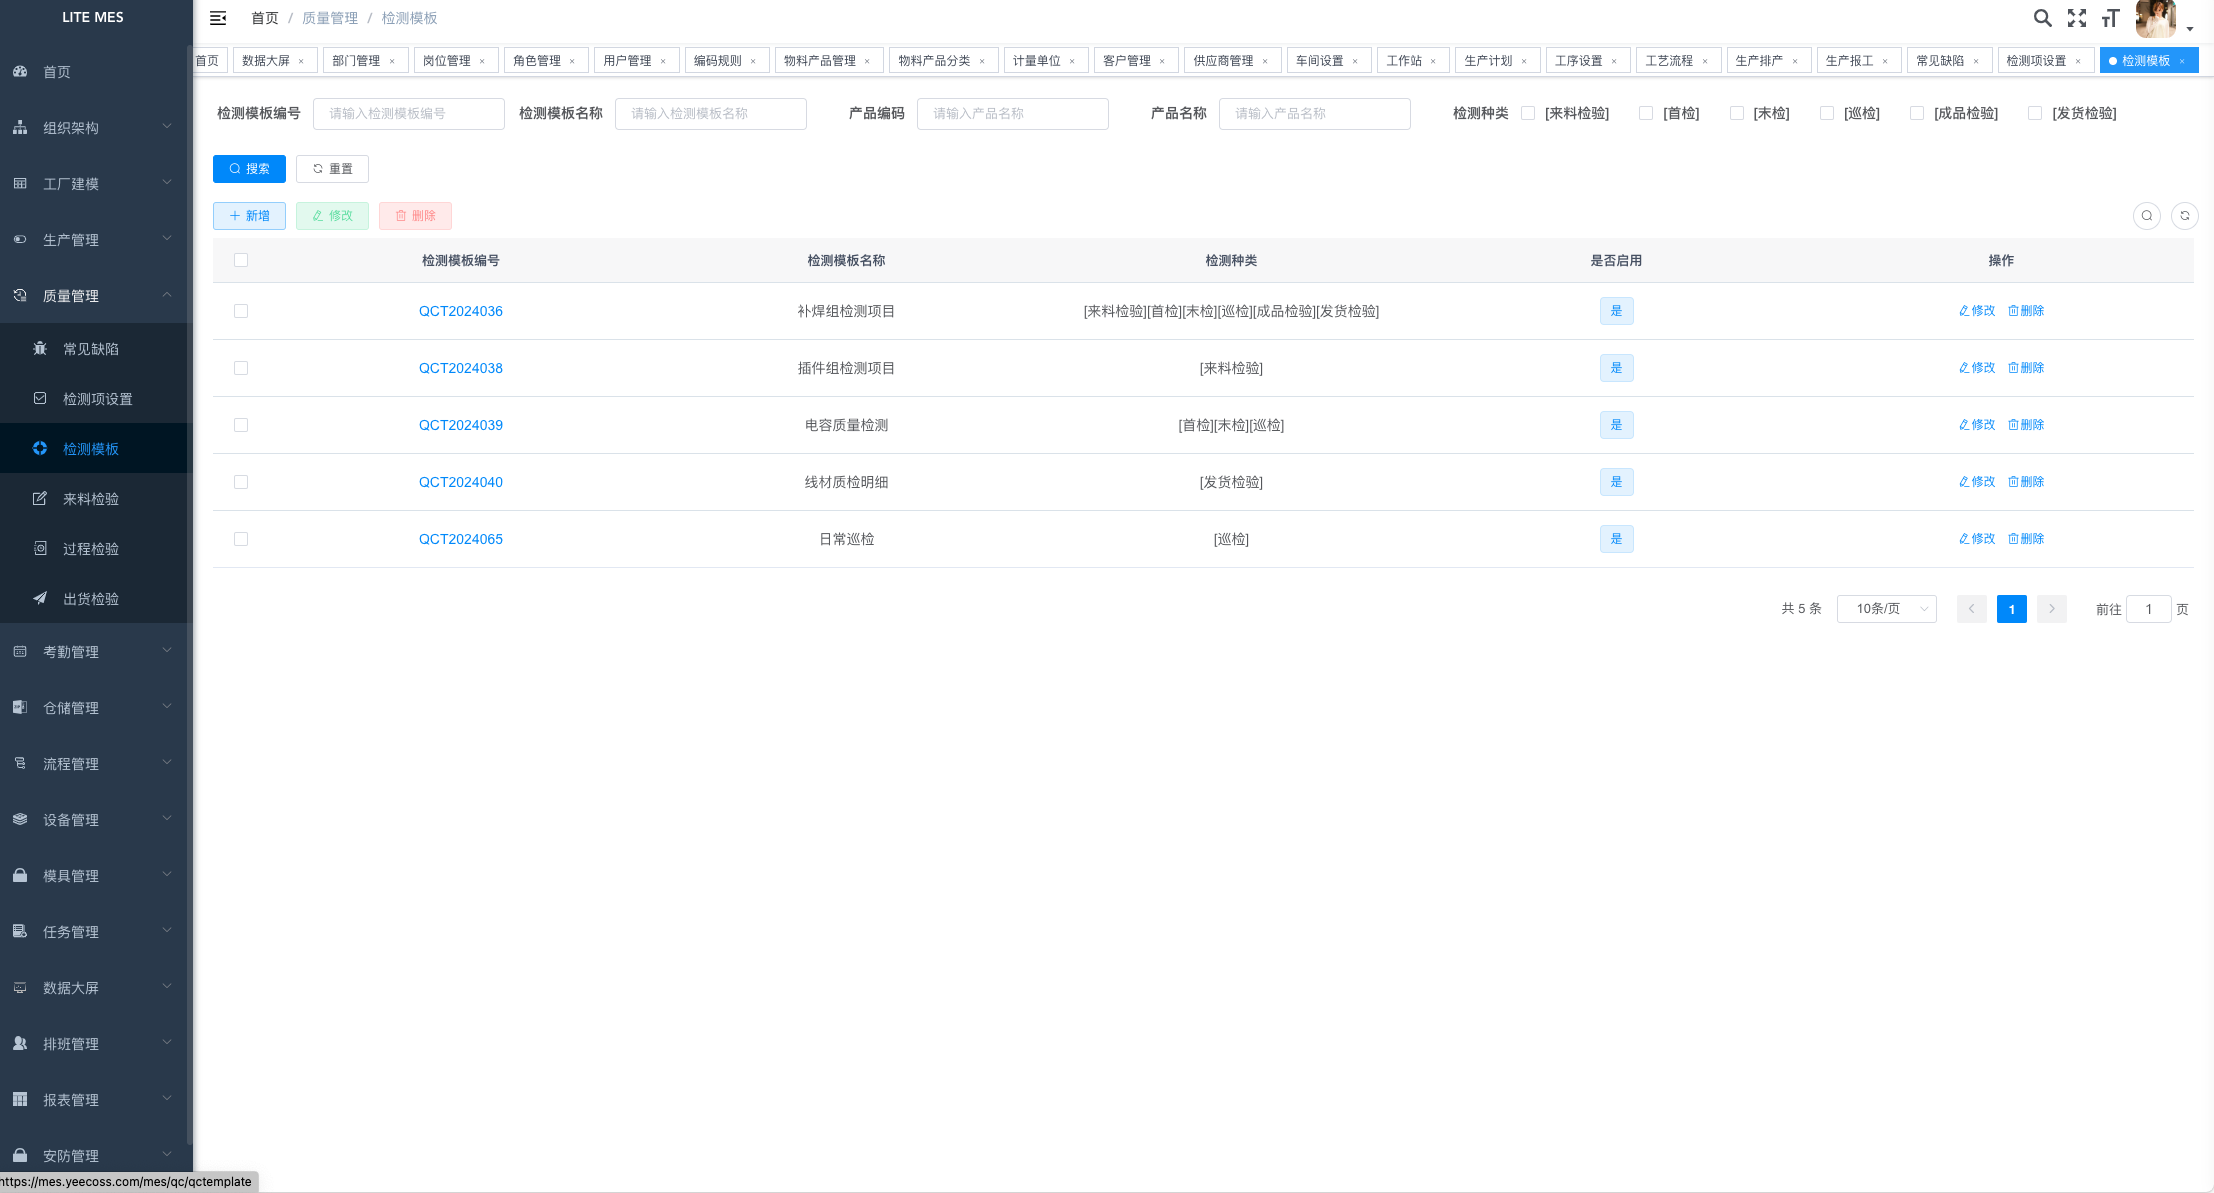 LITE MES
首页 / 质量管理 / 检测模板
首页 数据大屏 × 部门管理 × 岗位管理 × 角色管理 × 用户管理 × 编码规则 × 物料产品管理 × 物料产品分类 × 计量单位 × 客户管理 × 供应商管理 × 车间设置 × 工作站 × 生产计划 × 工序设置 × 工艺流程 × 生产排产 × 生产报工 × 常见缺陷 × 检测项设置 × 检测模板 ×
首页
组织架构
工厂建模
生产管理
质量管理
常见缺陷
检测项设置
检测模板
来料检验
过程检验
出货检验
考勤管理
仓储管理
流程管理
设备管理
模具管理
任务管理
数据大屏
排班管理
报表管理
安防管理
检测模板编号 请输入检测模板编号 检测模板名称 请输入检测模板名称 产品编码 请输入产品名称 产品名称 请输入产品名称 检测种类 [来料检验] [首检] [末检] [巡检] [成品检验] [发货检验]
搜索 重置
新增 修改 删除
检测模板编号 检测模板名称 检测种类 是否启用 操作
QCT2024036 补焊组检测项目 [来料检验][首检][末检][巡检][成品检验][发货检验] 是 修改 删除
QCT2024038 插件组检测项目 [来料检验] 是 修改 删除
QCT2024039 电容质量检测 [首检][末检][巡检] 是 修改 删除
QCT2024040 线材质检明细 [发货检验] 是 修改 删除
QCT2024065 日常巡检 [巡检] 是 修改 删除
共 5 条 10条/页 1 前往 1 页
https://mes.yeecoss.com/mes/qc/qctemplate